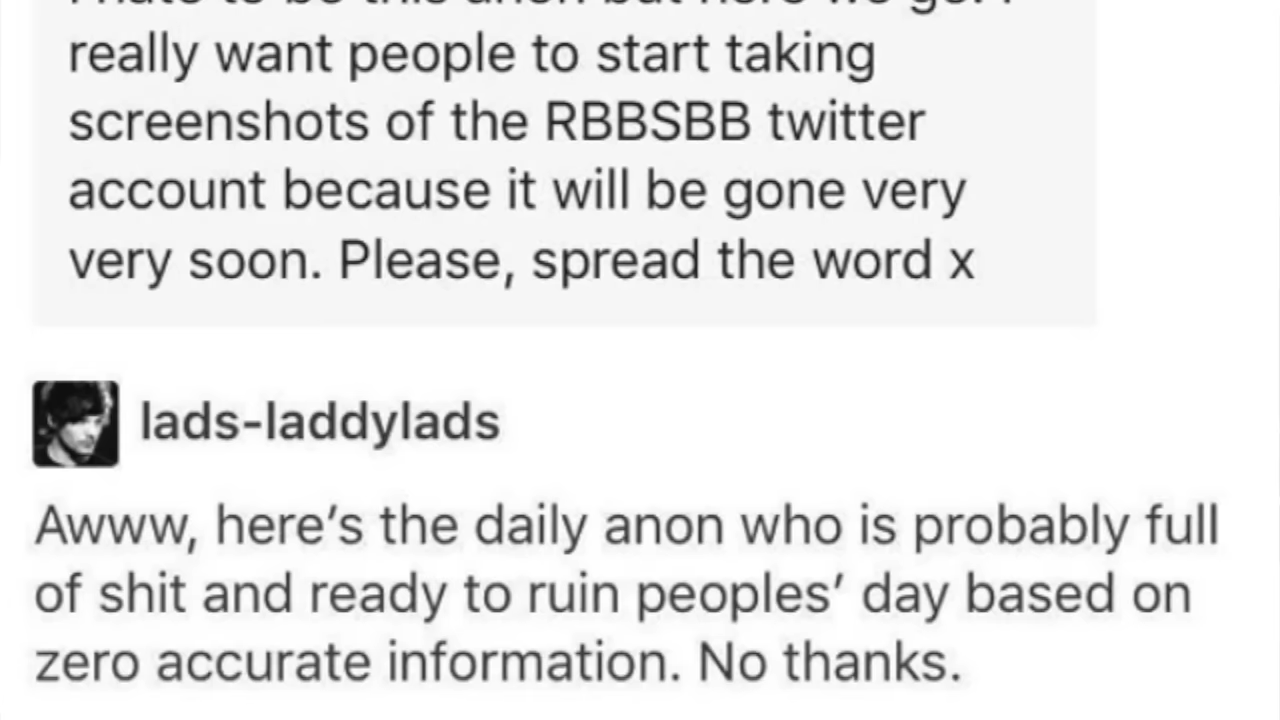 really want people to start taking
screenshots of the RBBSBB twitter
account because it will be gone very
very soon. Please, spread the word x
lads-laddylads
Awww, here's the daily anon who is probably full
of shit and ready to ruin peoples' day based on
zero accurate information. No thanks.